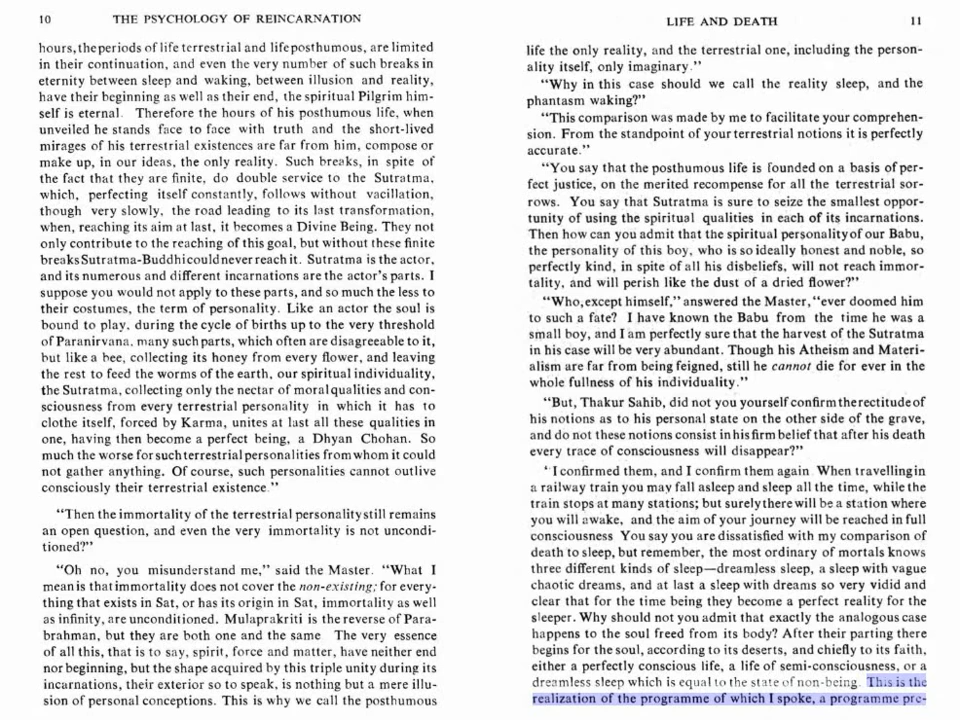 10 THE PSYCHOLOGY OF REINCARNATION
hours, the periods of life terrestrial and life posthumous, are limited
in their continuation, and even the very number of such breaks in
eternity between sleep and waking, between illusion and reality,
have their beginning as well as their end, the spiritual Pilgrim him-
self is eternal. Therefore the hours of his posthumous life, when
unveiled he stands face to face with truth and the short-lived
mirages of his terrestrial existences are far from him, compose or
make up, in our ideas, the only reality. Such breaks, in spite of
the fact that they are finite, do double service to the Sutratma,
which, perfecting itself constantly, follows without vacillation,
though very slowly, the road leading to its last transformation,
when, reaching its aim at last, it becomes a Divine Being. They not
only contribute to the reaching of this goal, but without these finite
breaks Sutratma-Buddhi could never reach it. Sutratma is the actor,
and its numerous and different incarnations are the actor's parts. I
suppose you would not apply to these parts, and so much the less to
their costumes, the term of personality. Like an actor the soul is
bound to play, during the cycle of births up to the very threshold
of Paranirvana, many such parts, which often are disagreeable to it,
but like a bee, collecting its honey from every flower, and leaving
the rest to feed the worms of the earth, our spiritual individuality,
the Sutratma, collecting only the nectar of moral qualities and con-
sciousness from every terrestrial personality in which it has to
clothe itself, forced by Karma, unites at last all these qualities in
one, having then become a perfect being, a Dhyan Chohan. So
much the worse for such terrestrial personalities from whom it could
not gather anything. Of course, such personalities cannot outlive
consciously their terrestrial existence."
"Then the immortality of the terrestrial personality still remains
an open question, and even the very immortality is not uncondi-
tioned?"
"Oh no, you misunderstand me," said the Master. "What I
mean is that immortality does not cover the non-existing; for every-
thing that exists in Sat, or has its origin in Sat, immortality as well
as infinity, are unconditioned. Mulaprakriti is the reverse of Para-
brahman, but they are both one and the same The very essence
of all this, that is to say, spirit, force and matter, have neither end
nor beginning, but the shape acquired by this triple unity during its
incarnations, their exterior so to speak, is nothing but a mere illu-
sion of personal conceptions. This is why we call the posthumous
LIFE AND DEATH 11
life the only reality, and the terrestrial one, including the person-
ality itself, only imaginary."
"Why in this case should we call the reality sleep, and the
phantasm waking?"
"This comparison was made by me to facilitate your comprehen-
sion. From the standpoint of your terrestrial notions it is perfectly
accurate."
"You say that the posthumous life is founded on a basis of per-
fect justice, on the merited recompense for all the terrestrial sor-
rows. You say that Sutratma is sure to seize the smallest oppor-
tunity of using the spiritual qualities in each of its incarnations.
Then how can you admit that the spiritual personality of our Babu,
the personality of this boy, who is so ideally honest and noble, so
perfectly kind, in spite of all his disbeliefs, will not reach immor-
tality, and will perish like the dust of a dried flower?"
"Who, except himself," answered the Master, "ever doomed him
to such a fate? I have known the Babu from the time he was a
small boy, and I am perfectly sure that the harvest of the Sutratma
in his case will be very abundant. Though his Atheism and Materi-
alism are far from being feigned, still he cannot die for ever in the
whole fullness of his individuality."
"But, Thakur Sahib, did not you yourself confirm the rectitude of
his notions as to his personal state on the other side of the grave,
and do not these notions consist in his firm belief that after his death
every trace of consciousness will disappear?"
"I confirmed them, and I confirm them again When travelling in
a railway train you may fall asleep and sleep all the time, while the
train stops at many stations; but surely there will be a station where
you will awake, and the aim of your journey will be reached in full
consciousness You say you are dissatisfied with my comparison of
death to sleep, but remember, the most ordinary of mortals knows
three different kinds of sleep—dreamless sleep, a sleep with vague
chaotic dreams, and at last a sleep with dreams so very vidid and
clear that for the time being they become a perfect reality for the
sleeper. Why should not you admit that exactly the analogous case
happens to the soul freed from its body? After their parting there
begins for the soul, according to its deserts, and chiefly to its faith,
either a perfectly conscious life, a life of semi-consciousness, or a
dreamless sleep which is equal to the state of non-being. This is the
realization of the programme of which I spoke, a programme pre-